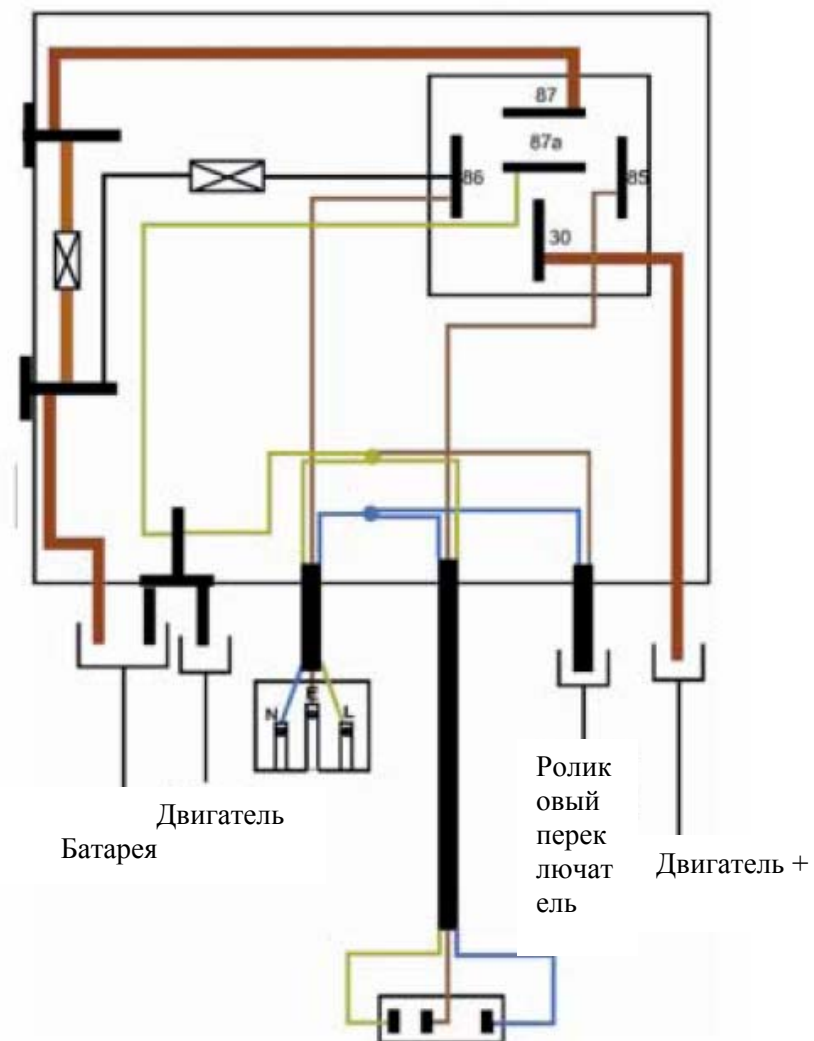 87
87a
86
85
30
N
E
L
Двигатель
Батарея
Ролик
овый
перек
лючат
ель
Двигатель +